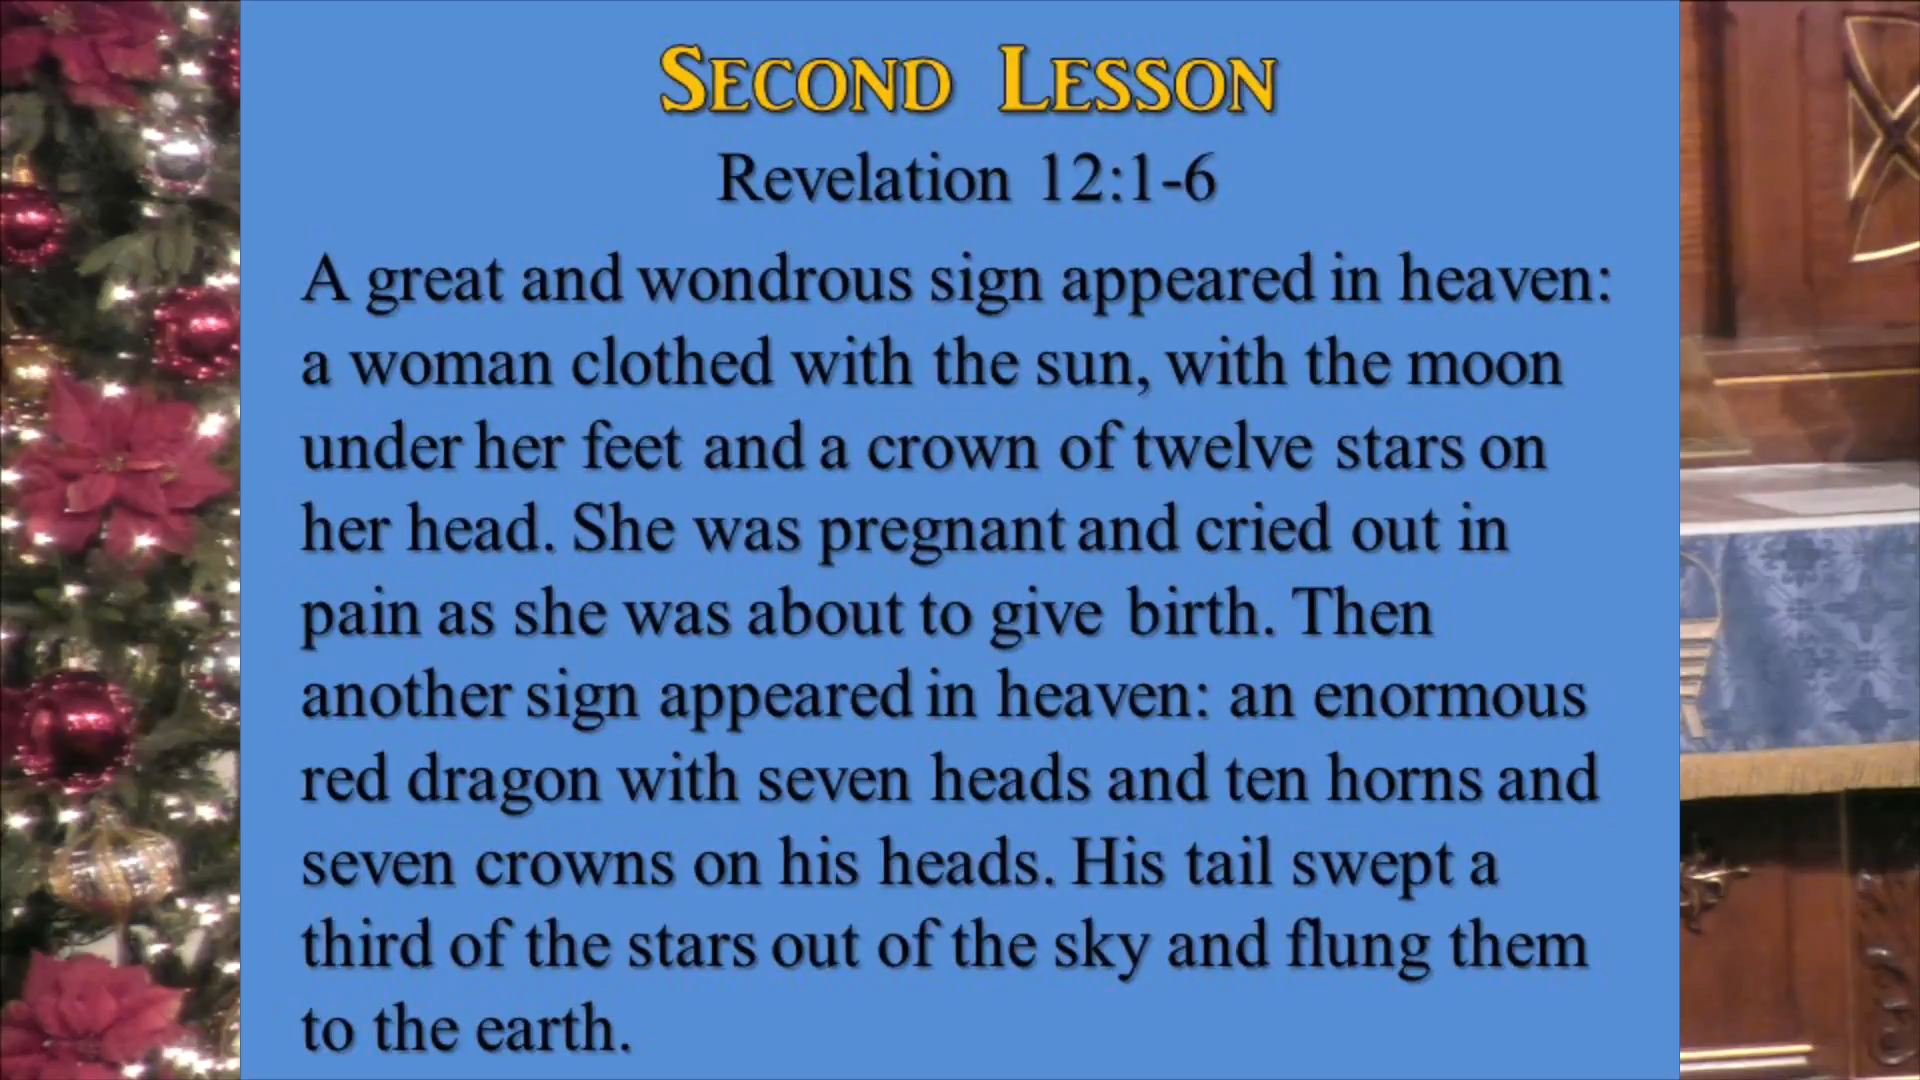 SECOND LESSON
Revelation 12:1-6
A great and wondrous sign appeared in heaven:
a woman clothed with the sun, with the moon
under her feet and a crown of twelve stars on
her head. She was pregnant and cried out in
pain as she was about to give birth. Then
another sign appeared in heaven: an enormous
red dragon with seven heads and ten horns and
seven crowns on his heads. His tail swept a
third of the stars out of the sky and flung them
to the earth.